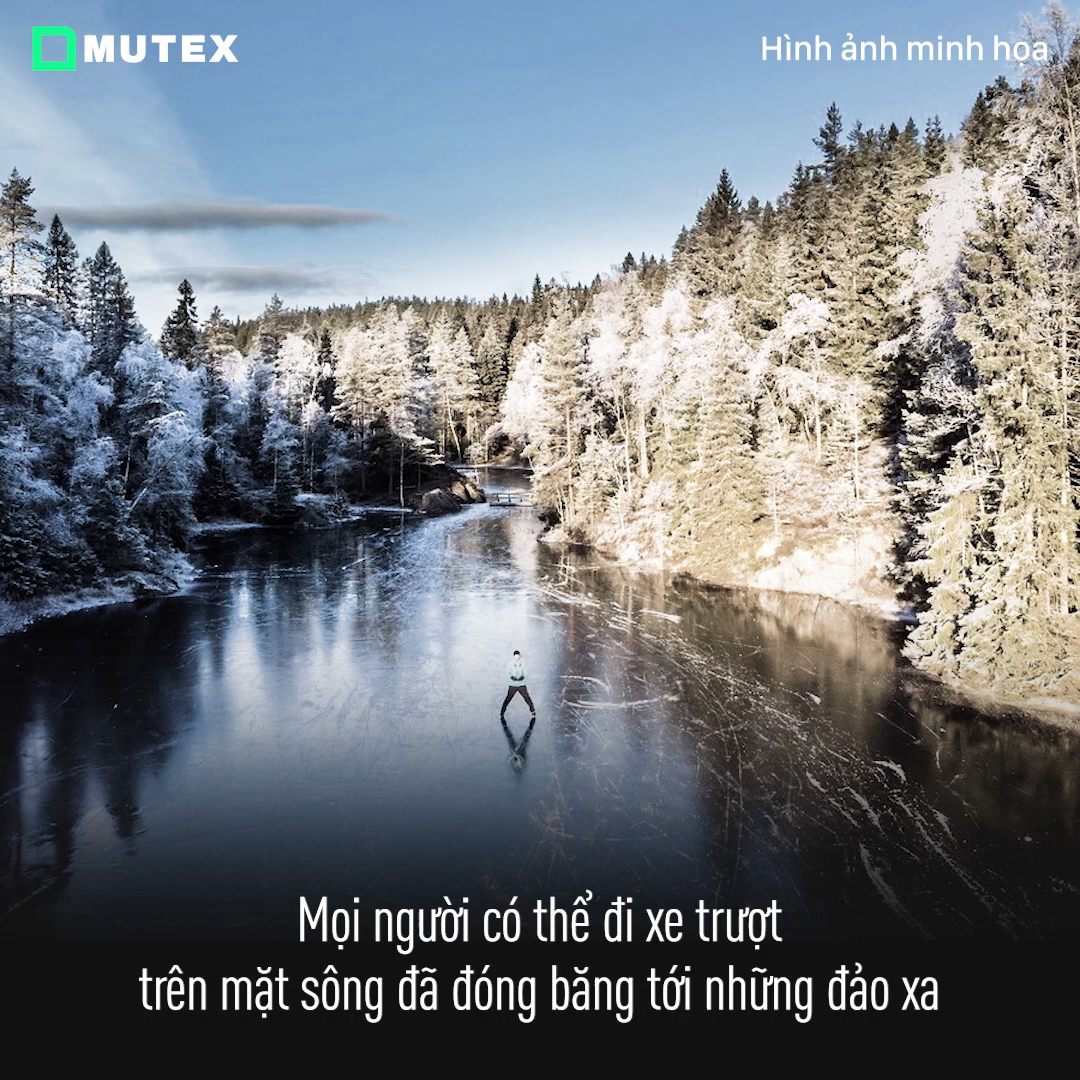 MUTEX
Hình ảnh minh họa
Mọi người có thể đi xe trượt
trên mặt sông đã đóng băng tới những đảo xa